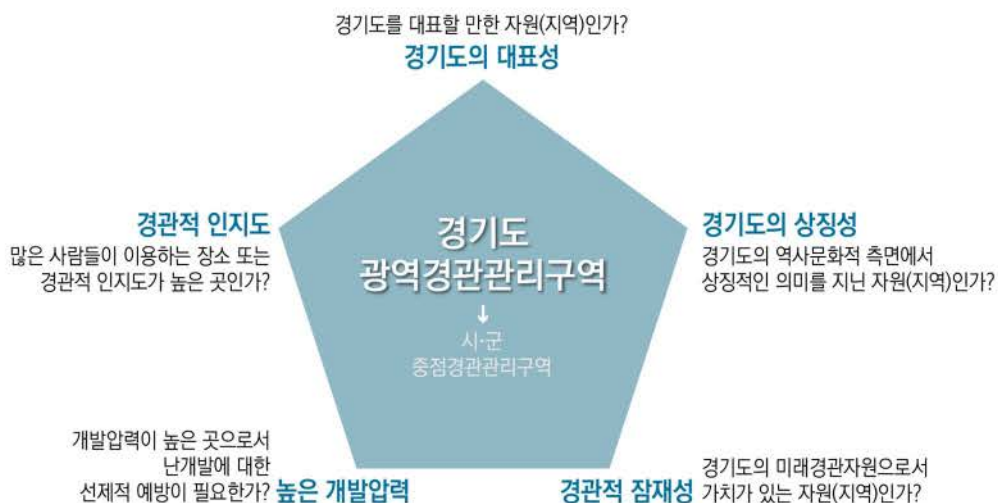 경기도를 대표할 만한 자원(지역)인가?
경기도의 대표성
경관적 인지도
많은 사람들이 이용하는 장소 또는
경관적 인지도가 높은 곳인가?
경기도
광역경관관리구역
↓
시·군
중점경관관리구역
경기도의 상징성
경기도의 역사문화적 측면에서
상징적인 의미를 지닌 자원(지역)인가?
개발압력이 높은 곳으로서
난개발에 대한
선제적 예방이 필요한가?
높은 개발압력
경관적 잠재성
경기도의 미래경관자원으로서
가치가 있는 자원(지역)인가?